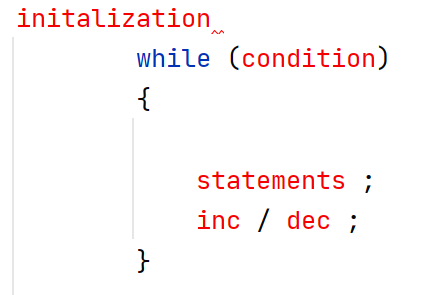 initalization
while (condition)
{
statements ;
inc / dec ;
}